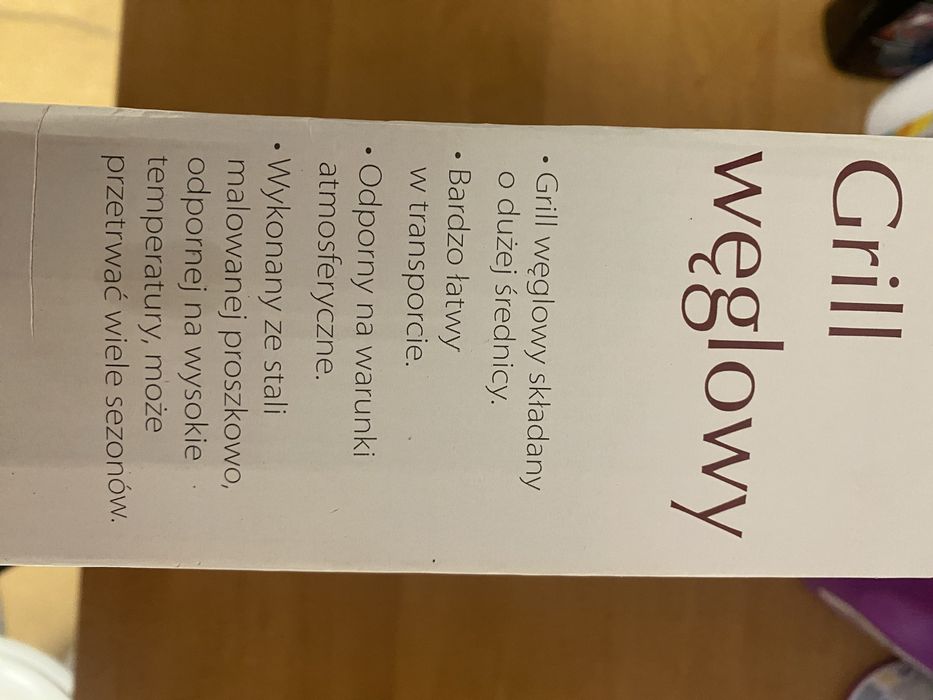 Grill
węglowy
• Grill węglowy składany
o dużej średnicy.
• Bardzo łatwy
w transporcie.
• Odporny na warunki
atmosferyczne.
• Wykonany ze stali
malowanej proszkowo,
odpornej na wysokie
temperatury, może
przetrwać wiele sezonów.